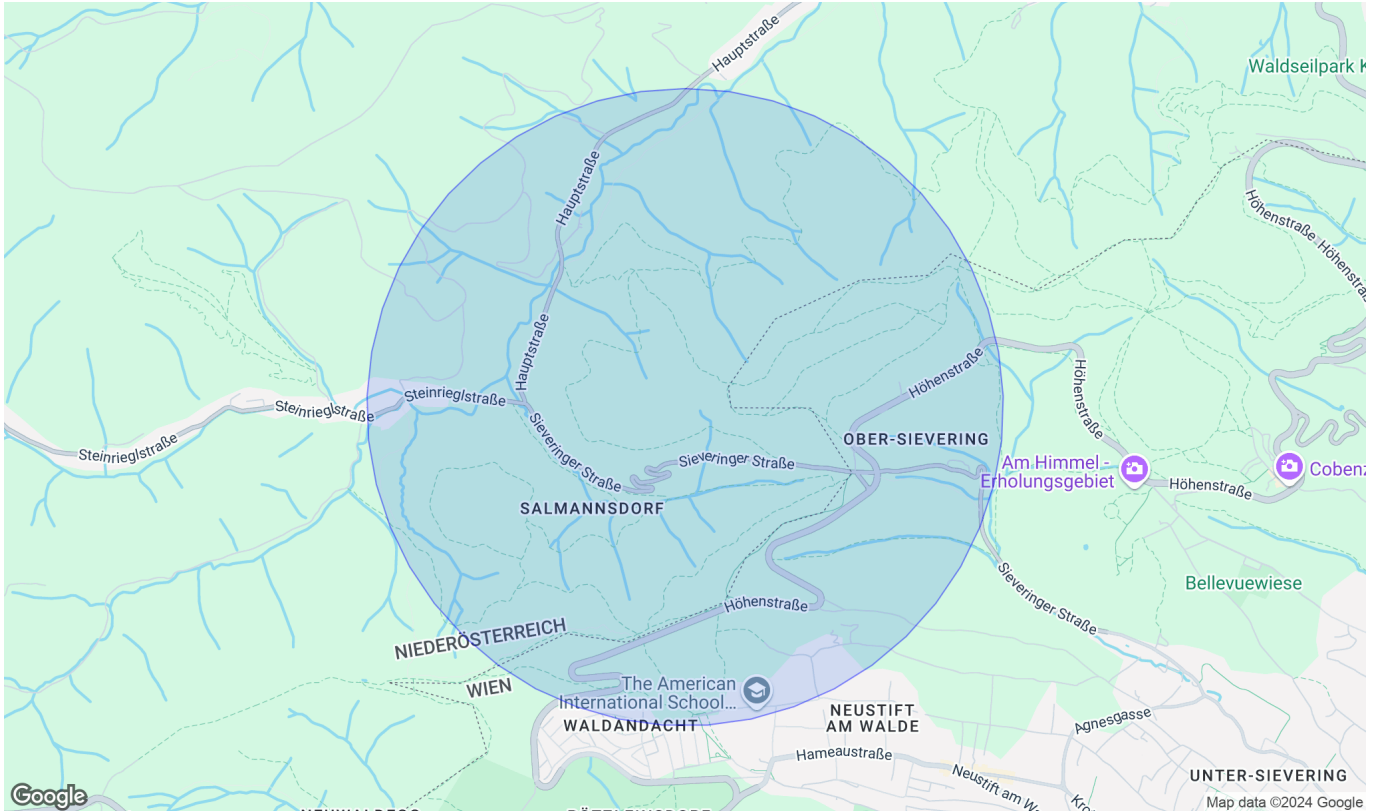 Hauptstraße
Waldseilpark K
Hauptstraße
Höhenstraße
Höhenstraß
Hauptstraße
Höhenstraße
Höhenstraße
Steinrieglstraße
Steinrieglstraße
Steinrieglstraße
Sieveringer Straße
Sieveringer Straße
OBER-SIEVERING
Am Himmel -
Erholungsgebiet
Cobenz
Höhenstraße
SALMANNSDORF
Bellevuewiese
Sieveringer Straße
Höhenstraße
NIEDERÖSTERREICH
WIEN
The American
International School...
WALDANDACHT
NEUSTIFT
AM WALDE
Agnesgasse
Hameaustraße
Neustift am W
UNTER-SIEVERING
Google
Map data ©2024 Google